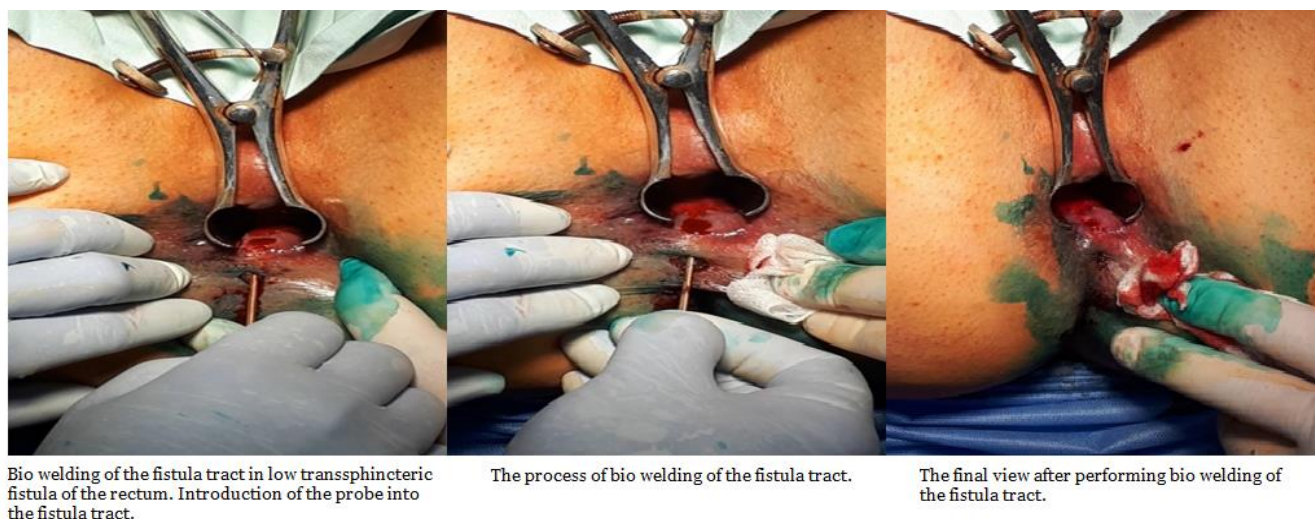 Bio welding of the fistula tract in low transsphincteric
fistula of the rectum. Introduction of the probe into
the fistula tract.
The process of bio welding of the fistula tract.
The final view after performing bio welding of
the fistula tract.